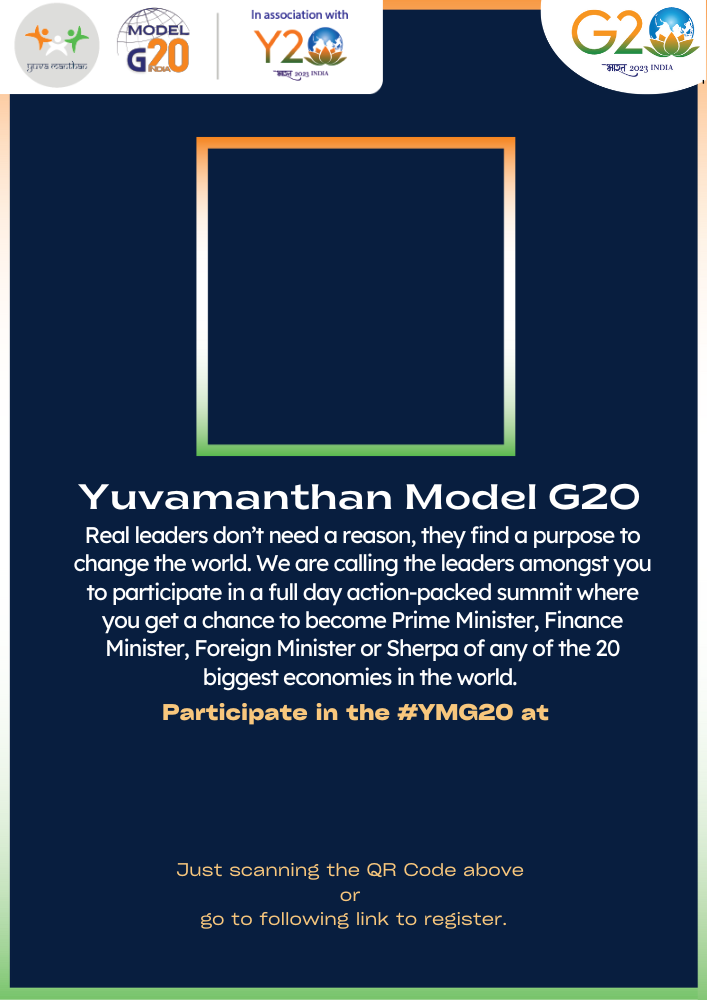 yuva manthan
MODEL
G20
INDIA
In association with
Y20
भारत 2023 INDIA
G20
भारत 2023 INDIA
Yuvamanthan Model G20
Real leaders don’t need a reason, they find a purpose to
change the world. We are calling the leaders amongst you
to participate in a full day action-packed summit where
you get a chance to become Prime Minister, Finance
Minister, Foreign Minister or Sherpa of any of the 20
biggest economies in the world.
Participate in the #YMG20 at
Just scanning the QR Code above
or
go to following link to register.